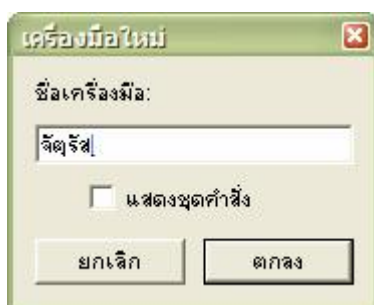 เครื่องมือใหม่
ชื่อเครื่องมือ:
จัตุรัส
แสดงชุดคำสั่ง
ยกเลิก
ตกลง